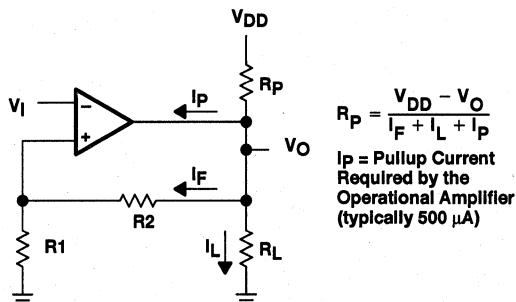 VDD
RP
IP
VI
–
+
VO
IF
R2
R1
IL
RL
RP = VDD – VO / IF + IL + IP
IP = Pullup Current
Required by the
Operational Amplifier
(typically 500 μA)